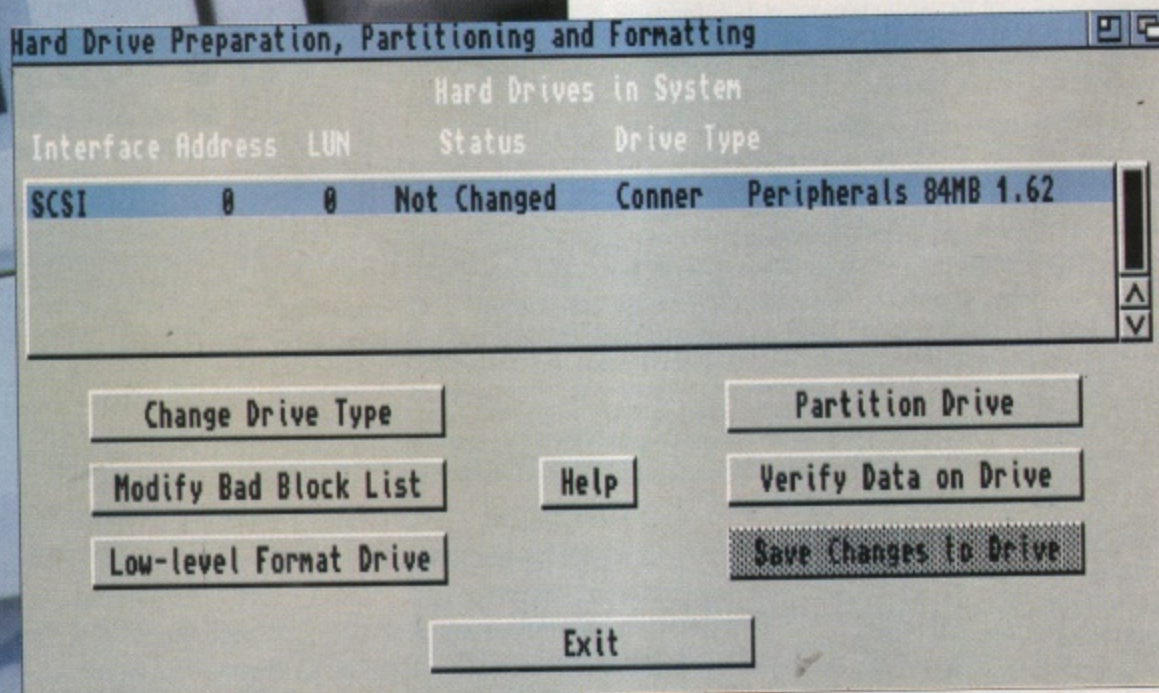 Hard Drive Preparation, Partitioning and Formatting
Hard Drives in System
Interface Address LUN Status Drive Type
SCSI 0 0 Not Changed Conner Peripherals 84MB 1.62
Change Drive Type
Partition Drive
Modify Bad Block List
Help
Verify Data on Drive
Low-level Format Drive
Save Changes to Drive
Exit